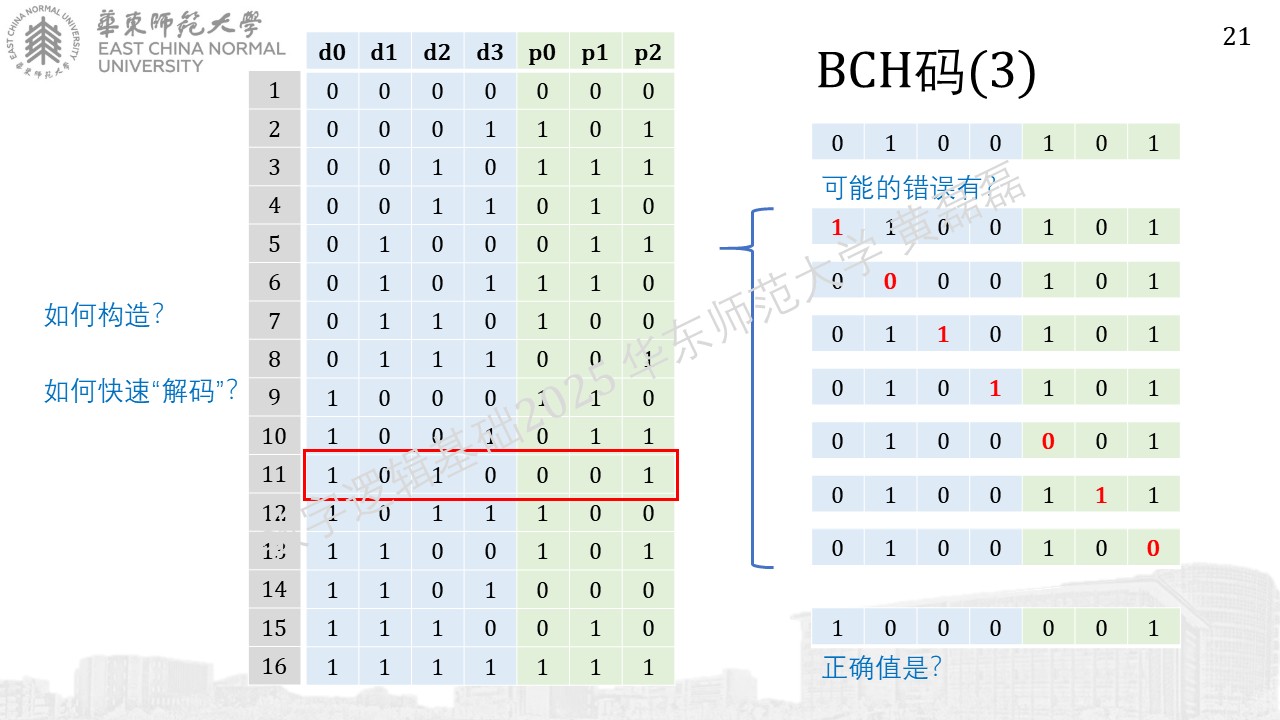 華東師範大學
EAST CHINA NORMAL
UNIVERSITY
21
BCH码(3)
d0 d1 d2 d3 p0 p1 p2
1 0 0 0 0 0 0 0
2 0 0 0 1 1 0 1
3 0 0 1 0 1 1 1
4 0 0 1 1 0 1 0
5 0 1 0 0 0 1 1
6 0 1 0 1 1 1 0
7 0 1 1 0 1 0 0
8 0 1 1 1 0 0 1
9 1 0 0 0 1 1 0
10 1 0 0 1 0 1 1
11 1 0 1 0 0 0 1
12 1 0 1 1 1 0 0
13 1 1 0 0 1 0 1
14 1 1 0 1 0 0 0
15 1 1 1 0 0 1 0
16 1 1 1 1 1 1 1
如何构造?
如何快速“解码”?
0 1 0 0 1 0 1
可能的错误有?
1 1 0 0 1 0 1
0 0 0 0 1 0 1
0 1 1 0 1 0 1
0 1 0 1 1 0 1
0 1 0 0 0 0 1
0 1 0 0 1 1 1
0 1 0 0 1 0 0
1 0 0 0 0 0 1
正确值是?
数字逻辑基础2025 华东师范大学 黄磊磊